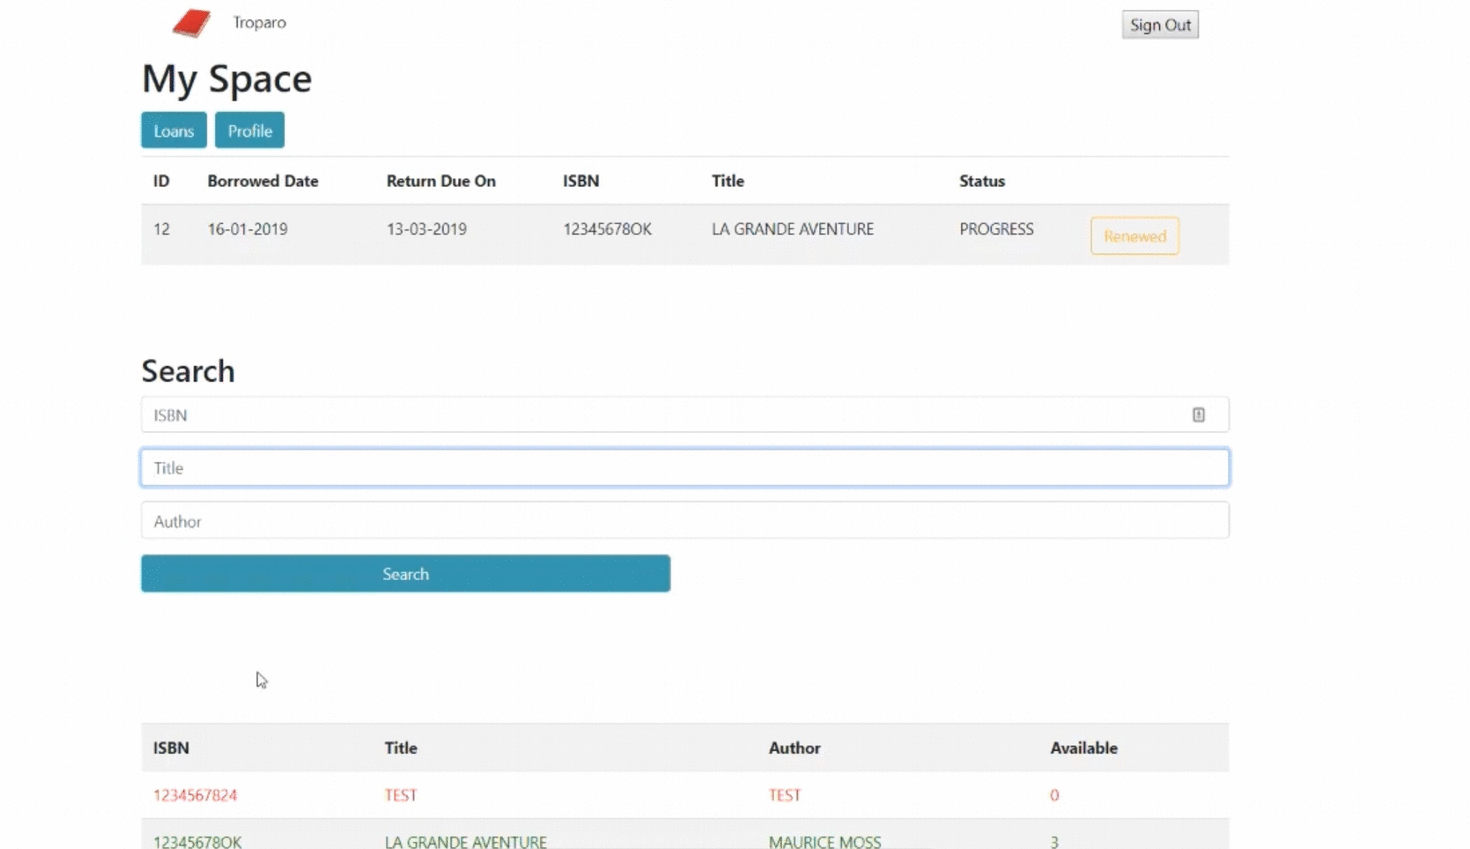 Troparo
Sign Out
My Space
Loans Profile
ID Borrowed Date Return Due On ISBN Title Status
12 16-01-2019 13-03-2019 12345678OK LA GRANDE AVENTURE PROGRESS Renewed
Search
ISBN
Title
Author
Search
ISBN Title Author Available
1234567824 TEST TEST 0
12345678OK LA GRANDE AVENTURE MAURICE MOSS 3